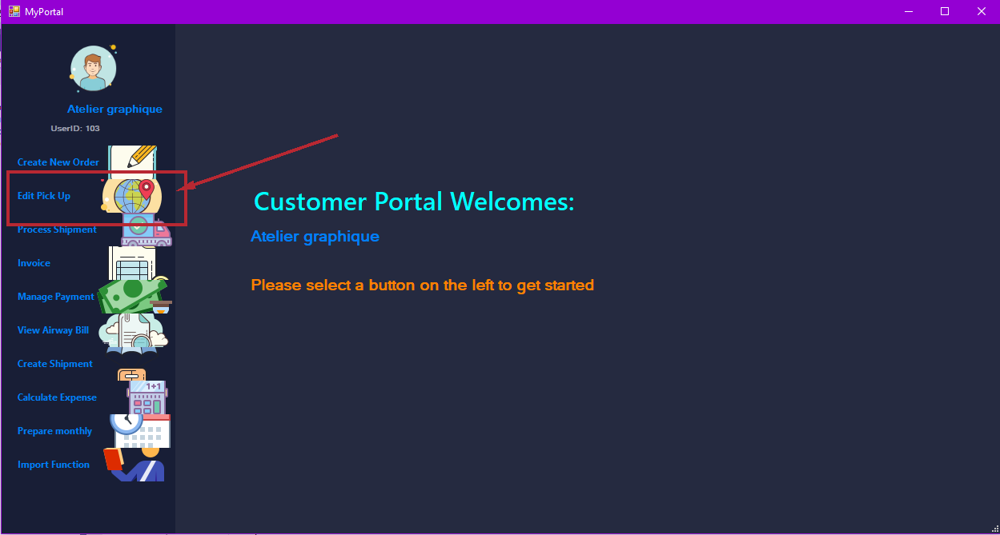 MyPortal
Atelier graphique
UserID: 103
Create New Order
Edit Pick Up
Process Shipment
Invoice
Manage Payment
View Airway Bill
Create Shipment
1+1
Calculate Expense
Prepare monthly
Import Function
Customer Portal Welcomes:
Atelier graphique
Please select a button on the left to get started